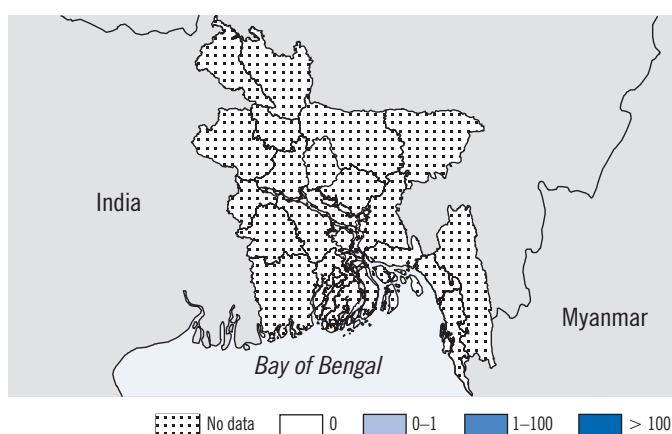 India
Myanmar
Bay of Bengal
No data 0 0–1 1–100 > 100